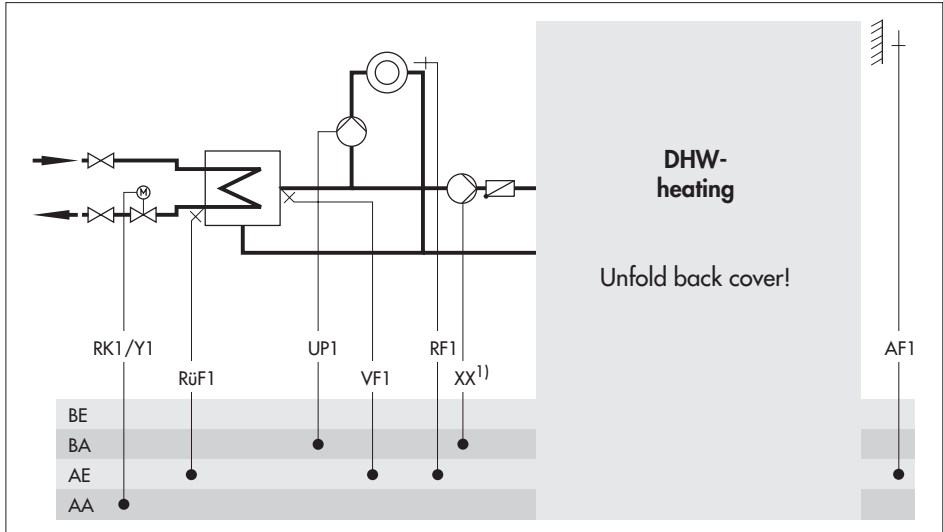 M
DHW-
heating
Unfold back cover!
RK1/Y1
UP1
RF1
AF1
RüF1
VF1
XX1)
BE
BA
AE
AA